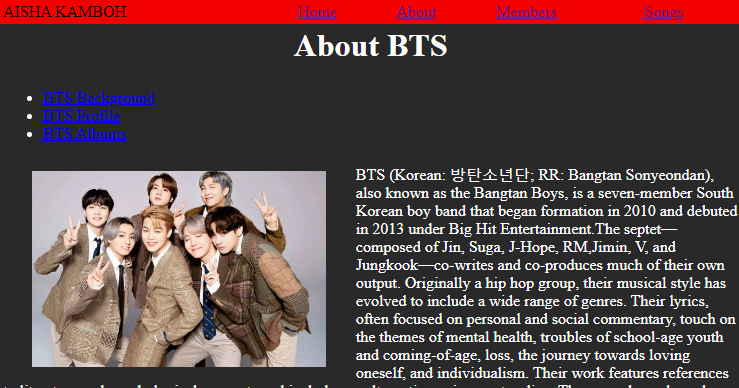 AISHA KAMBOH Home About Members Songs
About BTS
BTS Background
BTS Profile
BTS Albums
BTS (Korean: 방탄소년단; RR: Bangtan Sonyeondan),
also known as the Bangtan Boys, is a seven-member South
Korean boy band that began formation in 2010 and debuted
in 2013 under Big Hit Entertainment.The septet—
composed of Jin, Suga, J-Hope, RM,Jimin, V, and
Jungkook—co-writes and co-produces much of their own
output. Originally a hip hop group, their musical style has
evolved to include a wide range of genres. Their lyrics,
often focused on personal and social commentary, touch on
the themes of mental health, troubles of school-age youth
and coming-of-age, loss, the journey towards loving
oneself, and individualism. Their work features references